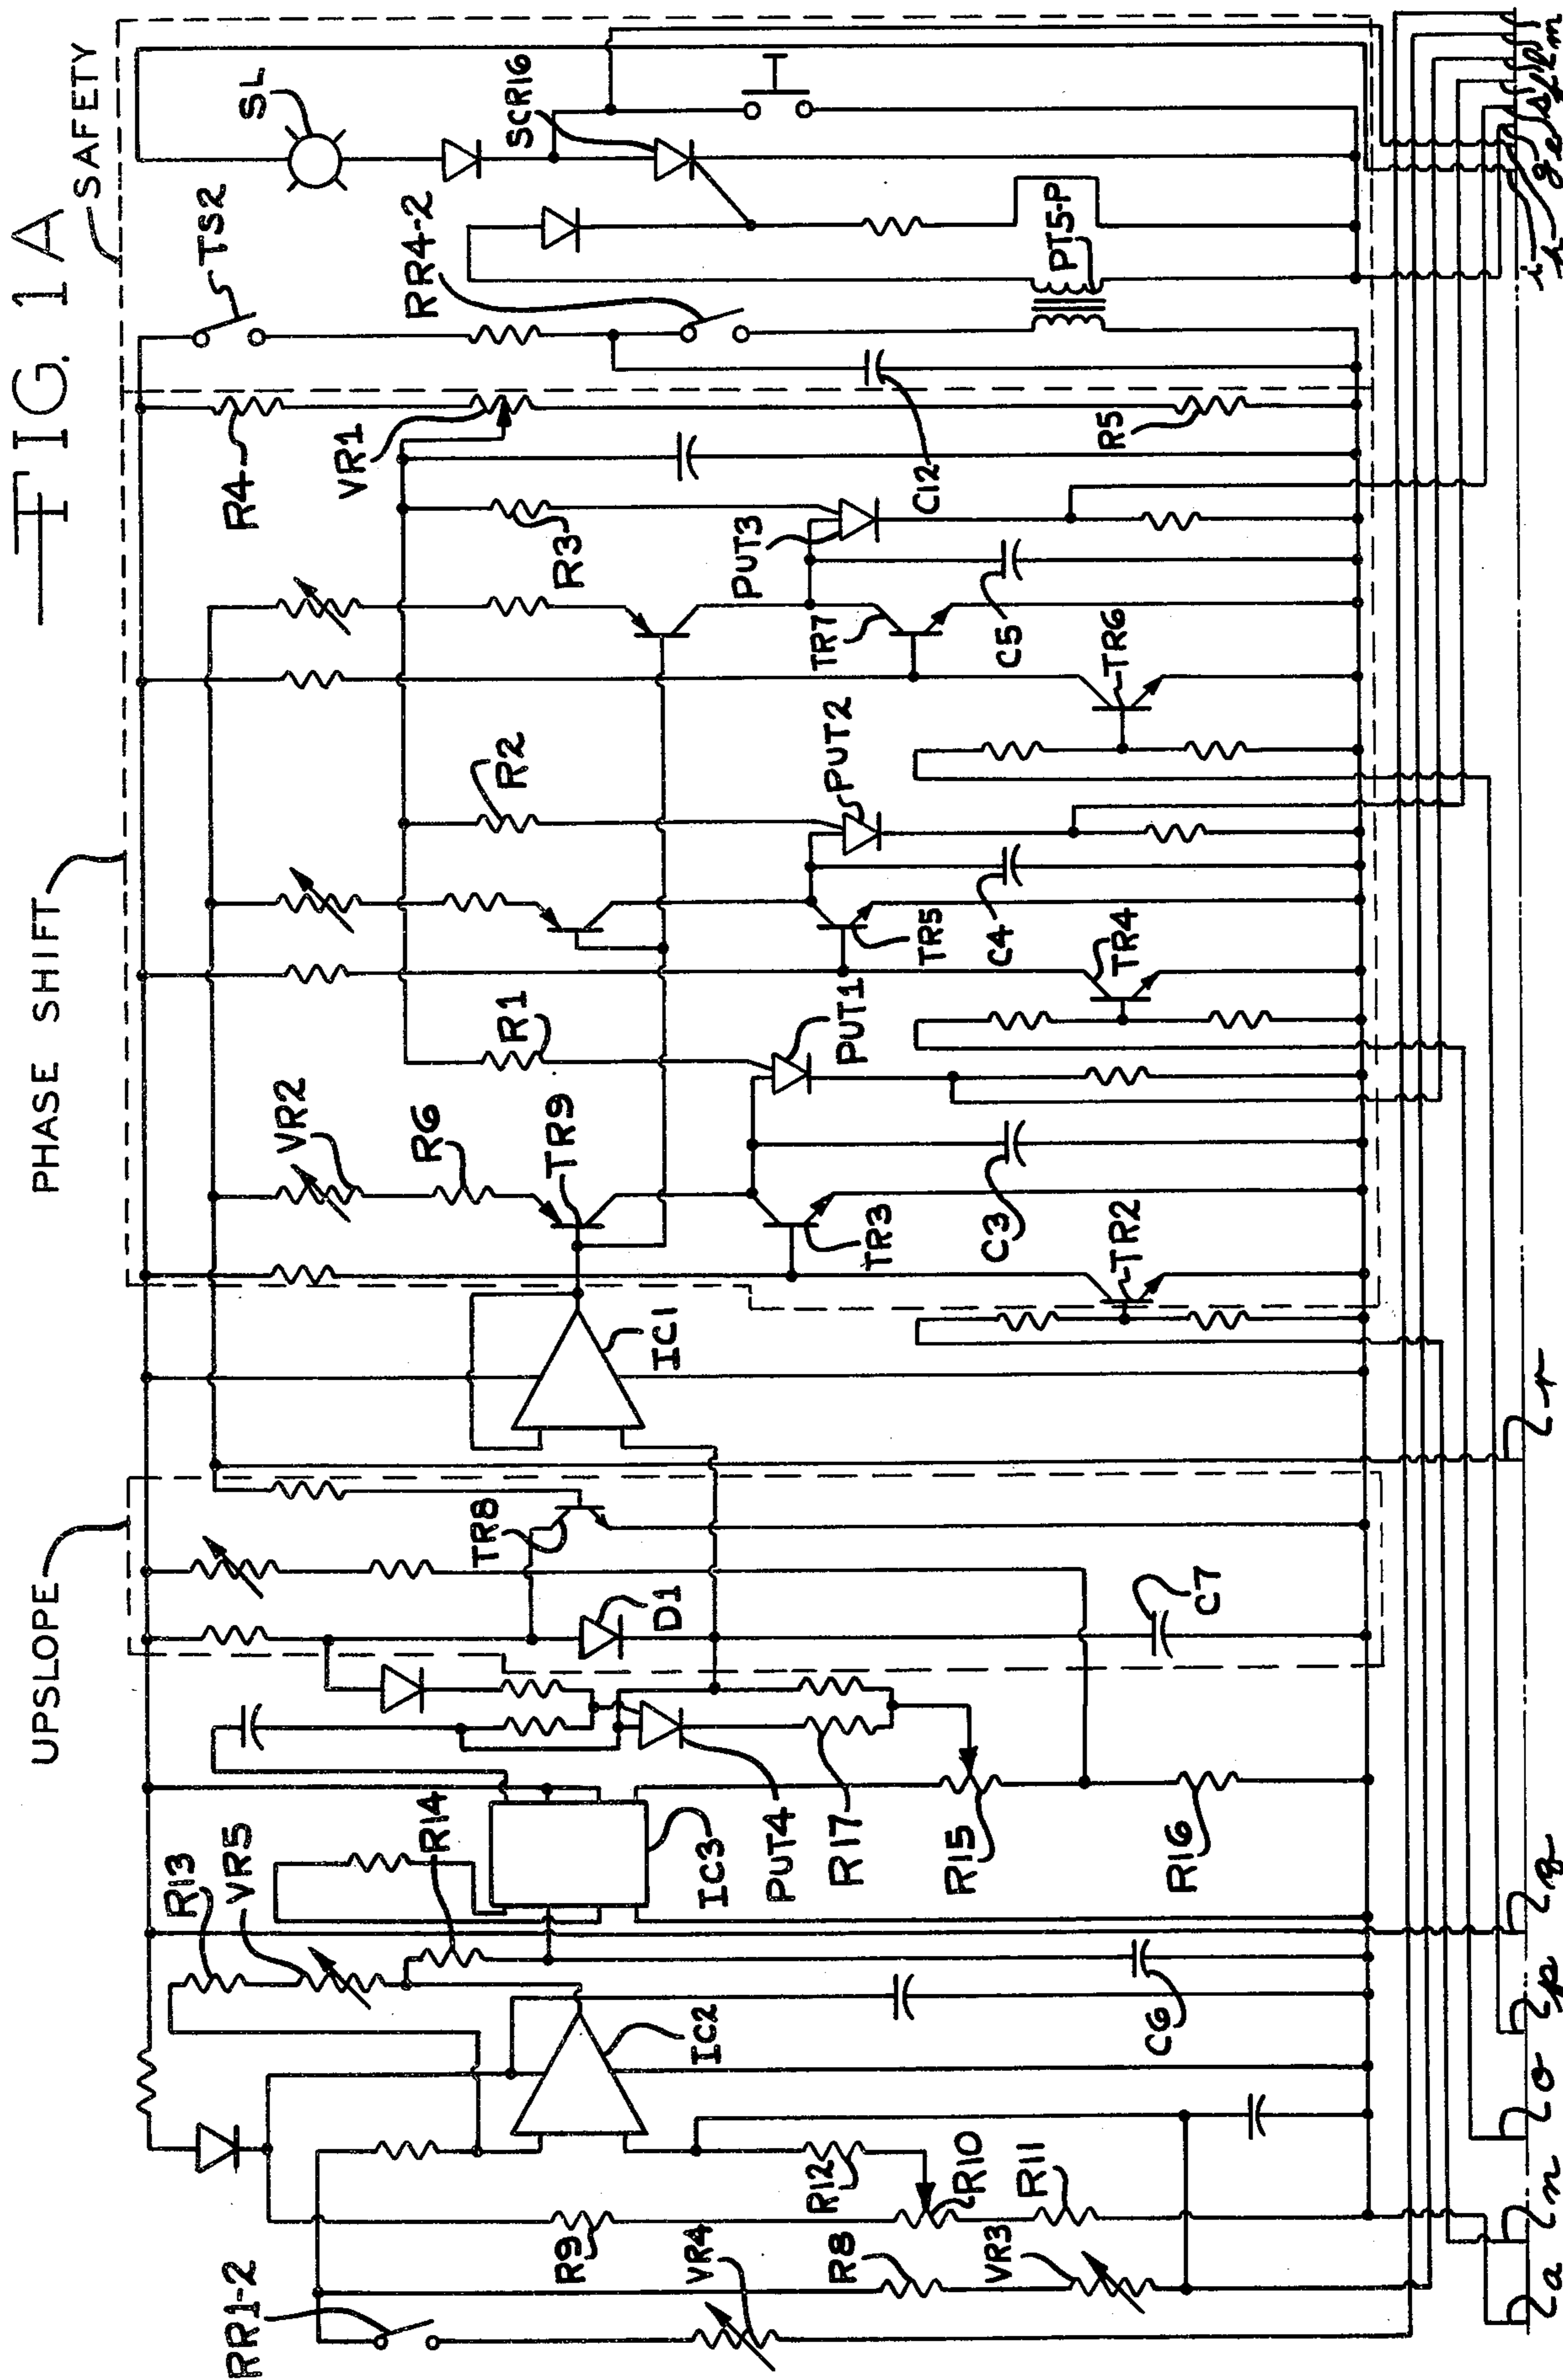 FIG. 1A
SAFETY
PHASE SHIFT
UPSLOPE
SL
TS2
SCR16
RR4-2
PT5-P
R4
VR1
R5
C12
R3
PUT3
TR7
C5
TR6
R2
PUT2
TR5
C4
TR4
R1
PUT1
VR2
R6
TR9
TR3
C3
TR2
IC1
TR8
D1
C7
R13
VR5
R14
IC3
PUT4
R17
R15
R16
IC2
C6
RR1-2
R9
VR4
R12
R10
R11
R8
VR3
a
n
o
p
q
r
i
h
g
e
s
m